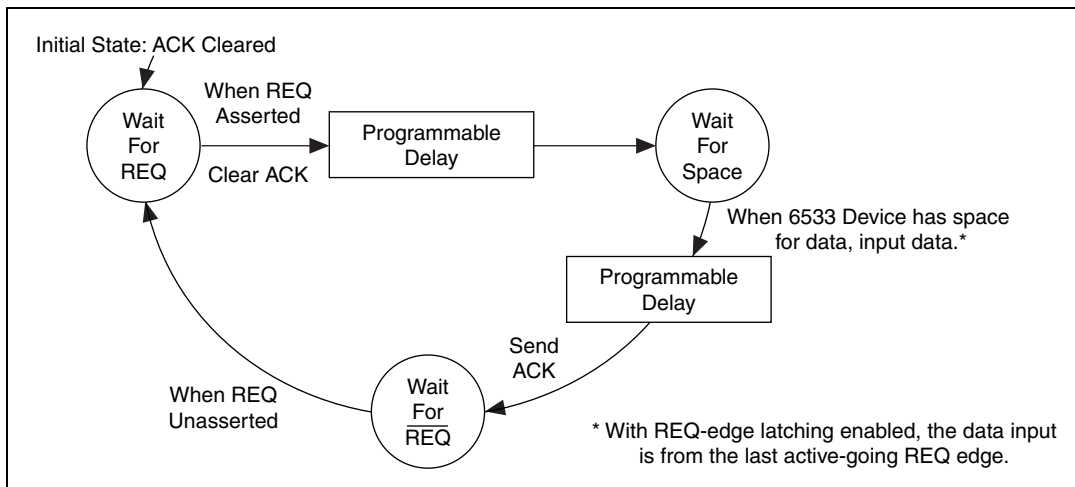 Initial State: ACK Cleared
Wait
For
REQ
When REQ
Asserted
Clear ACK
Programmable
Delay
Wait
For
Space
When 6533 Device has space
for data, input data.*
Programmable
Delay
Send
ACK
Wait
For
R̅E̅Q̅
When REQ
Unasserted
* With REQ-edge latching enabled, the data input
is from the last active-going REQ edge.